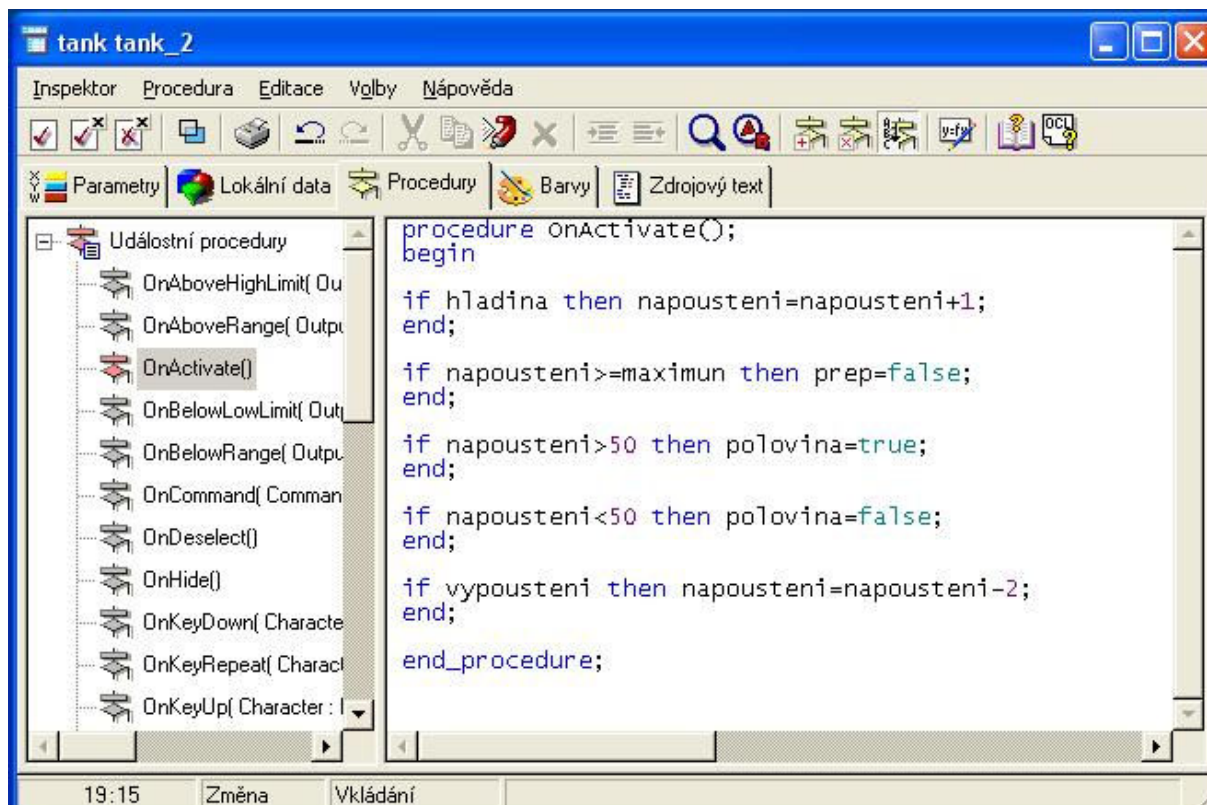 tank tank_2
Inspektor Procedura Editace Volby Nápověda
y=f(x) OCL
X Y W Parametry Lokální data Procedury Barvy Zdrojový text
Událostní procedury
OnAboveHighLimit( Ou
OnAboveRange( Outpu
OnActivate()
OnBelowLowLimit( Outp
OnBelowRange( Outpu
OnCommand( Comman
OnDeselect()
OnHide()
OnKeyDown( Characte
OnKeyRepeat( Charact
OnKeyUp( Character :
procedure OnActivate();
begin
if hladina then napousteni=napousteni+1;
end;
if napousteni>=maximun then prep=false;
end;
if napousteni>50 then polovina=true;
end;
if napousteni<50 then polovina=false;
end;
if vypousteni then napousteni=napousteni-2;
end;
end_procedure;
19:15 Změna Vkládání